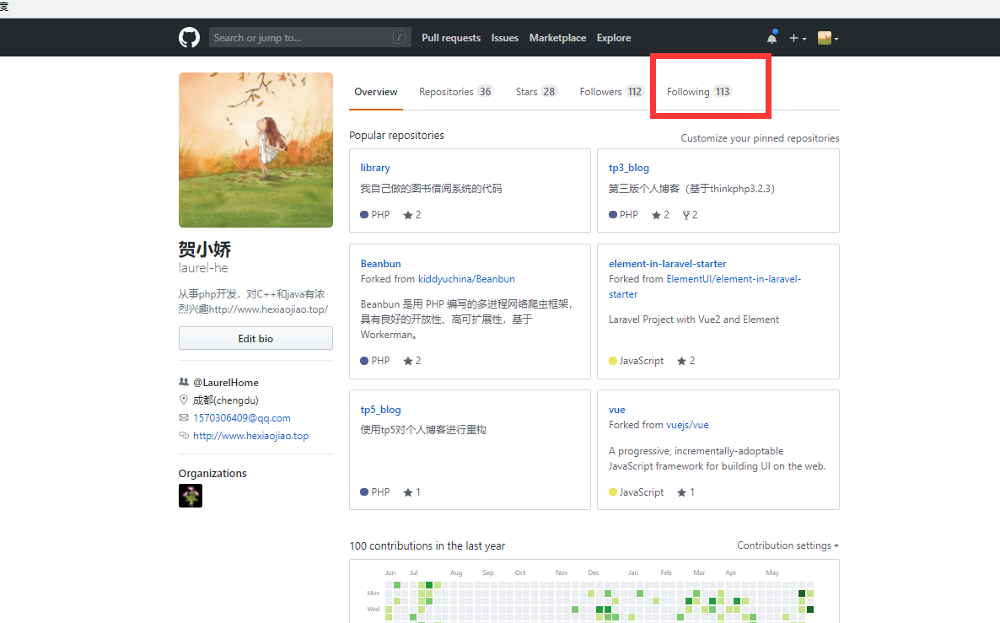 度
Search or jump to... /
Pull requests Issues Marketplace Explore
Overview Repositories 36 Stars 28 Followers 112 Following 113
贺小娇
laurel-he
从事php开发，对C++和java有浓
烈兴趣http://www.hexiaojiao.top/
Edit bio
@LaurelHome
成都(chengdu)
1570306409@qq.com
http://www.hexiaojiao.top
Organizations
Popular repositories
Customize your pinned repositories
library
我自己做的图书借阅系统的代码
PHP 2
tp3_blog
第三版个人博客（基于thinkphp3.2.3）
PHP 2 2
Beanbun
Forked from kiddyuchina/Beanbun
Beanbun 是用 PHP 编写的多进程网络爬虫框架，
具有良好的开放性、高可扩展性，基于
Workerman。
PHP 2
element-in-laravel-starter
Forked from ElementUI/element-in-laravel-
starter
Laravel Project with Vue2 and Element
JavaScript 2
tp5_blog
使用tp5对个人博客进行重构
PHP 1
vue
Forked from vuejs/vue
A progressive, incrementally-adoptable
JavaScript framework for building UI on the web.
JavaScript 1
100 contributions in the last year
Contribution settings
Jun Jul Aug Sep Oct Nov Dec Jan Feb Mar Apr May
Mon
Wed